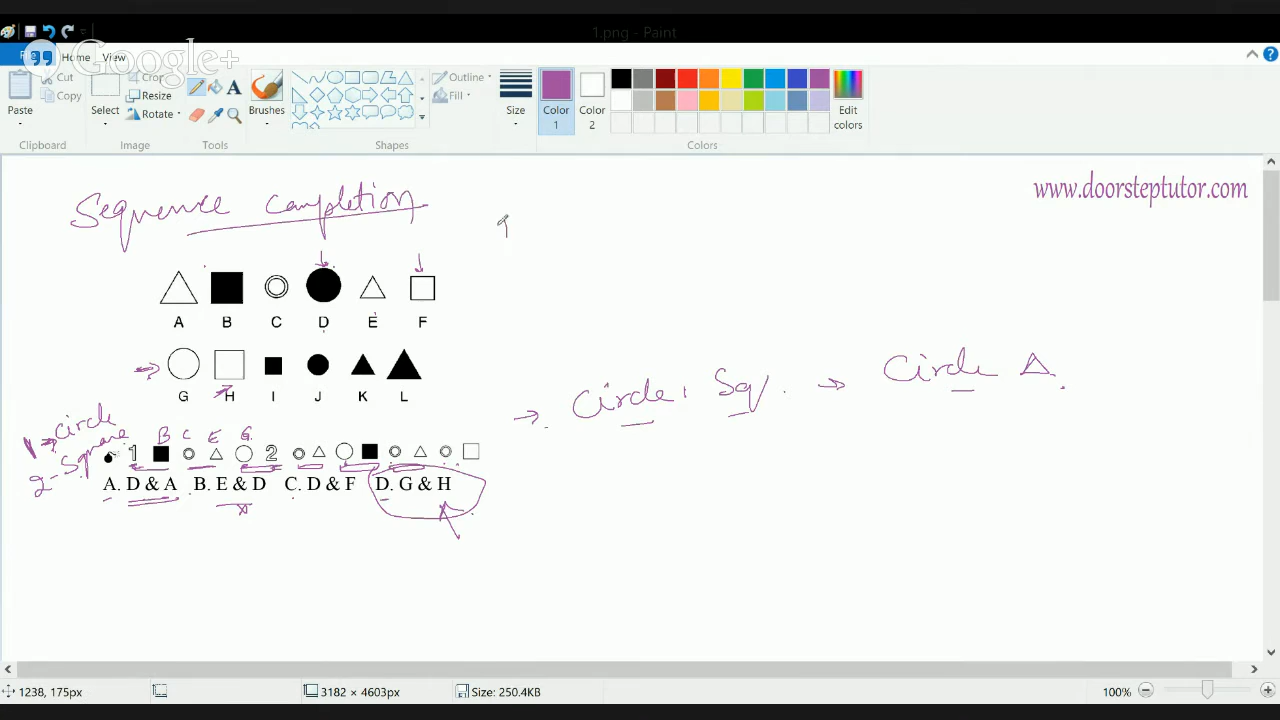 1.png - Paint
Google+
File Home View
Cut
Copy
Paste
Clipboard
Select
Crop
Resize
Rotate
Image
Tools
Brushes
Outline
Fill
Shapes
Size
Color 1
Color 2
Edit colors
Colors
www.doorsteptutor.com
Sequence completion
A B C D E F
G H I J K L
Circle, Sq. → Circle △.
1 → circle
2 - Square
B C E G
1 2
A. D & A B. E & D C. D & F D. G & H
1238, 175px
3182 × 4603px
Size: 250.4KB
100%